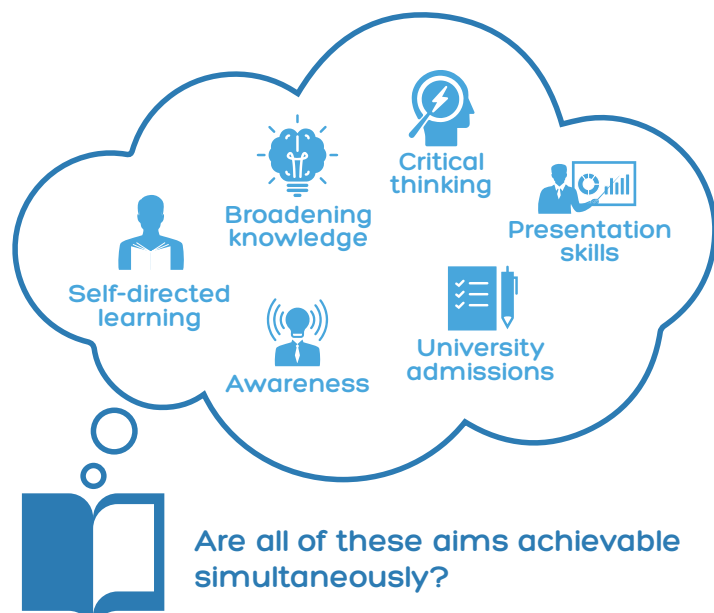 Critical
thinking
Broadening
knowledge
Presentation
skills
Self-directed
learning
University
admissions
Awareness
Are all of these aims achievable
simultaneously?